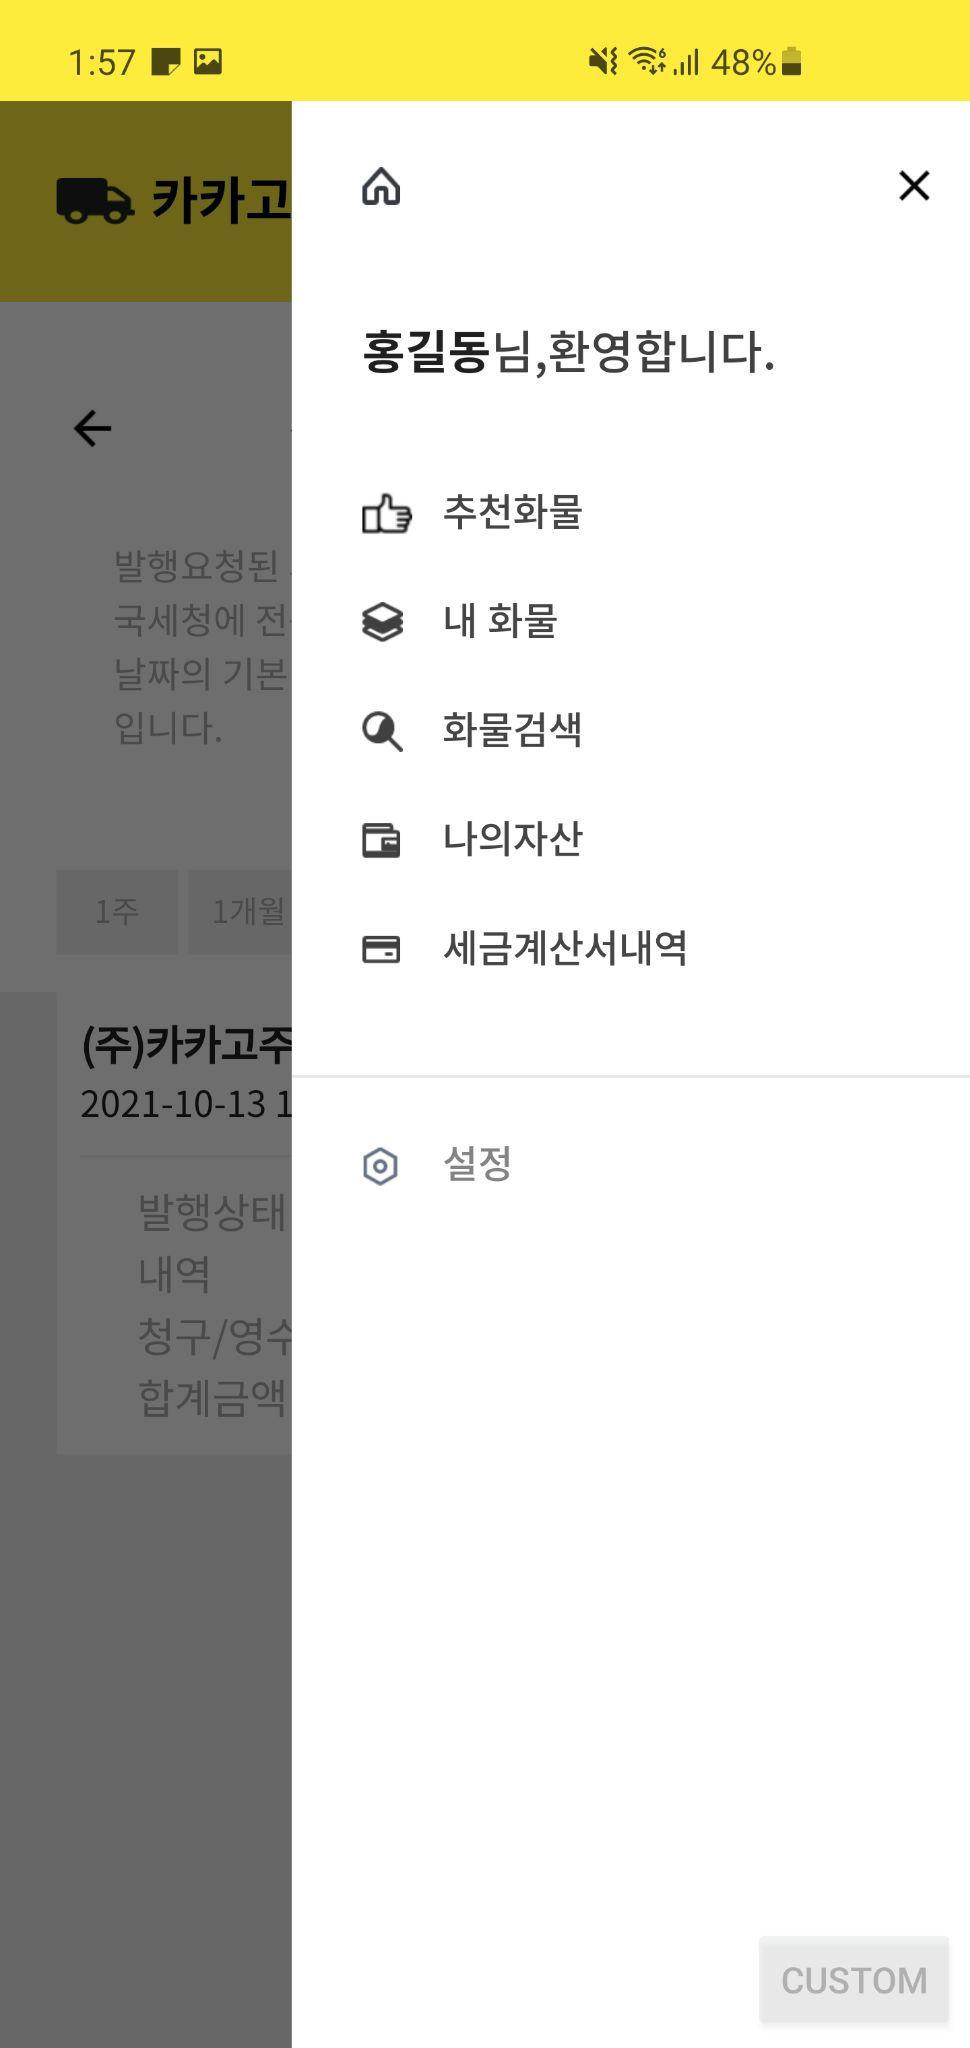 1:57
48%
카카고
홍길동님,환영합니다.
발행요청된
국세청에 전
날짜의 기본
입니다.
1주
1개월
(주)카카고주
2021-10-13 1
발행상태
내역
청구/영수
합계금액
추천화물
내 화물
화물검색
나의자산
세금계산서내역
설정
CUSTOM